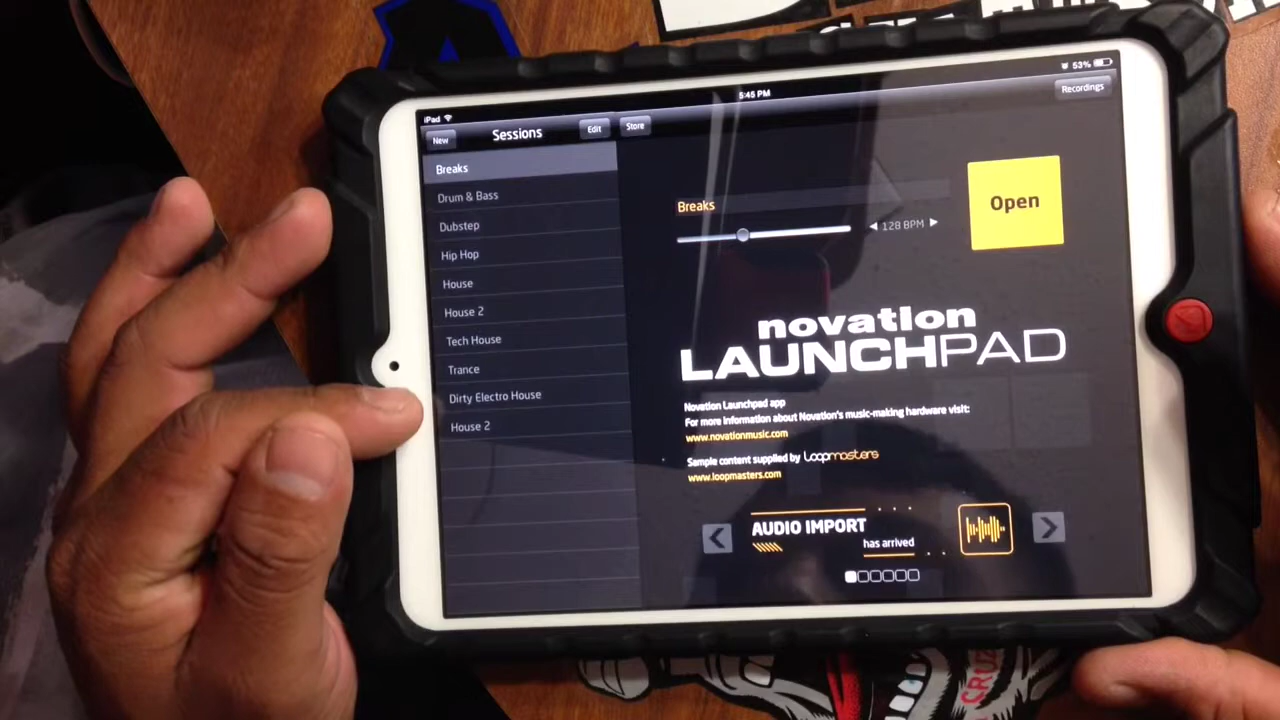 iPad
5:45 PM
53%
New
Sessions
Edit
Store
Recordings
Breaks
Drum & Bass
Dubstep
Hip Hop
House
House 2
Tech House
Trance
Dirty Electro House
House 2
Breaks
128 BPM
Open
novation
LAUNCHPAD
Novation Launchpad app
For more information about Novation's music-making hardware visit:
www.novationmusic.com
Sample content supplied by Loopmasters
www.loopmasters.com
AUDIO IMPORT
has arrived
CRUZ